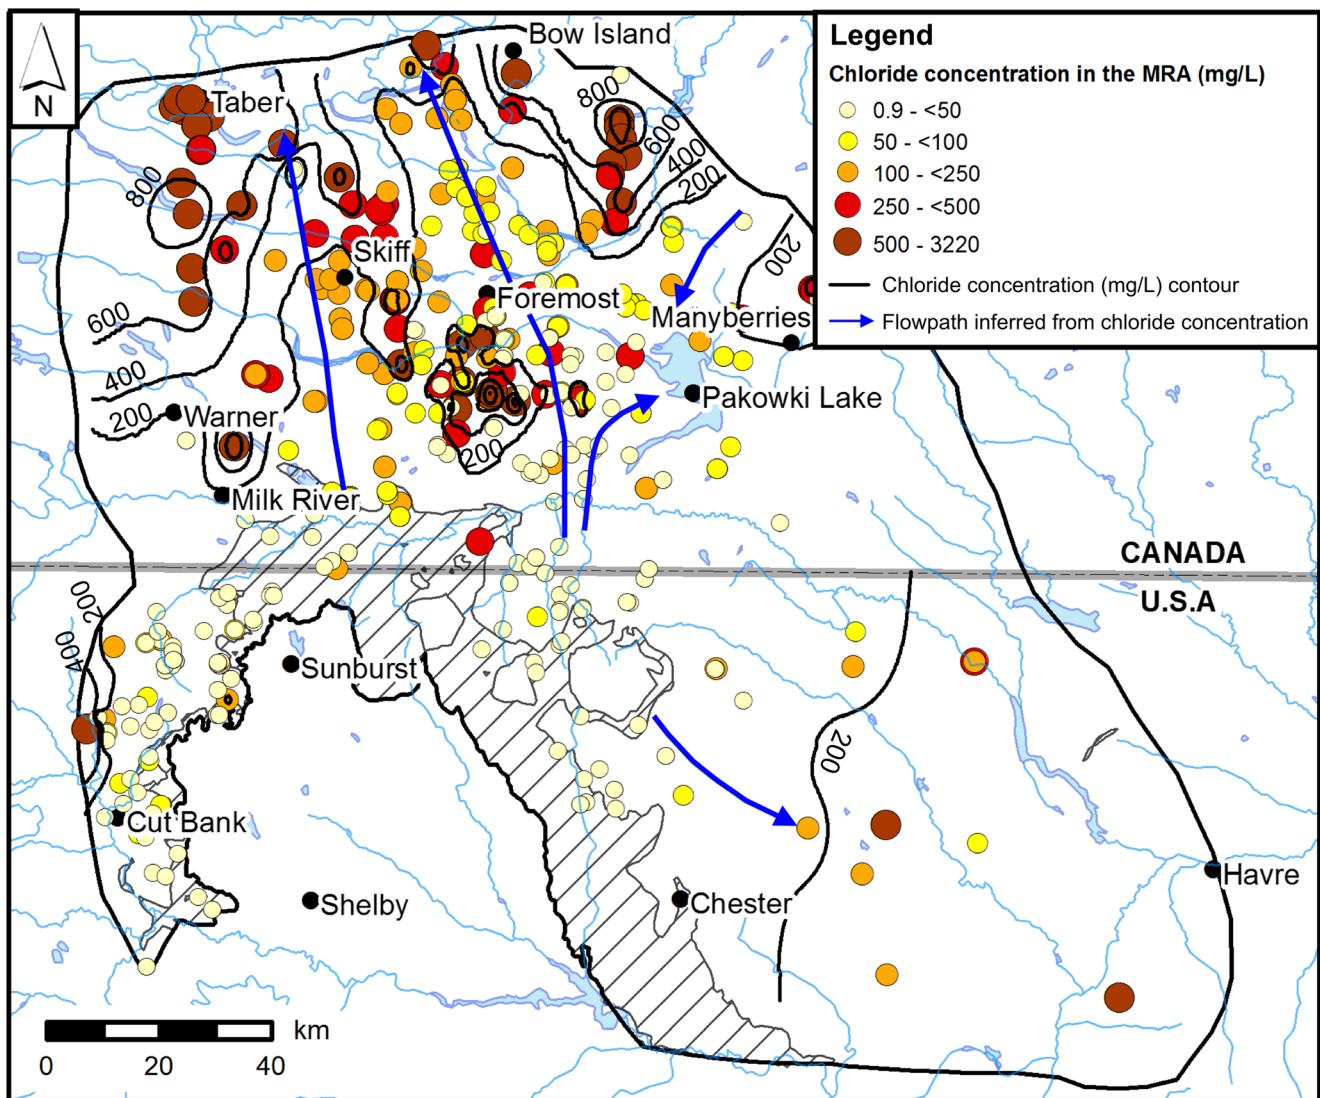 N
Bow Island
Legend
Chloride concentration in the MRA (mg/L)
0.9 - <50
50 - <100
100 - <250
250 - <500
500 - 3220
Chloride concentration (mg/L) contour
Flowpath inferred from chloride concentration
Taber
800
600
400
200
800
Skiff
200
Foremost
Manyberries
600
400
200
Warner
Pakowki Lake
200
Milk River
CANADA
U.S.A
200
400
Sunburst
200
Cut Bank
Shelby
Chester
Havre
km
0 20 40